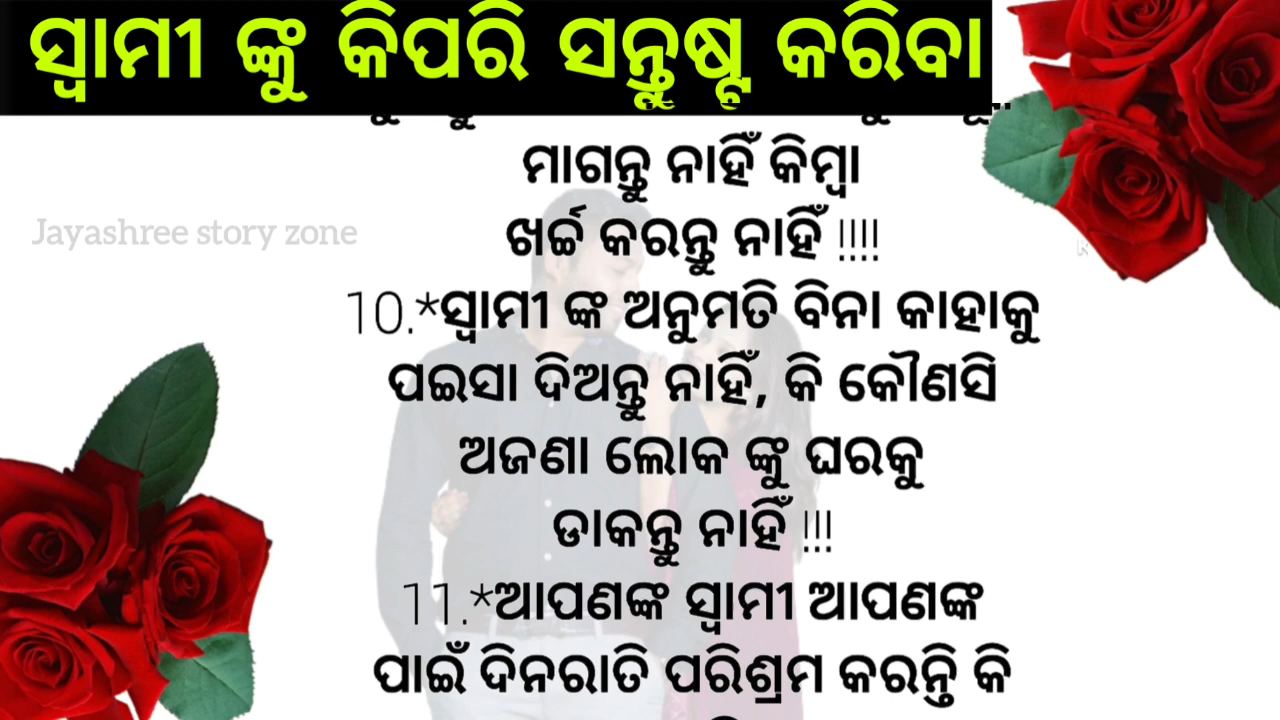 ସ୍ୱାମୀ ଙ୍କୁ କିପରି ସନ୍ତୁଷ୍ଟ କରିବା
ମାଗନ୍ତୁ ନାହିଁ କିମ୍ବା
Jayashree story zone
ଖର୍ଚ୍ଚ କରନ୍ତୁ ନାହିଁ !!!!
10.*ସ୍ୱାମୀ ଙ୍କ ଅନୁମତି ବିନା କାହାକୁ
ପଇସା ଦିଅନ୍ତୁ ନାହିଁ, କି କୌଣସି
ଅଜଣା ଲୋକ ଙ୍କୁ ଘରକୁ
ଡାକନ୍ତୁ ନାହିଁ !!!
11.*ଆପଣଙ୍କ ସ୍ୱାମୀ ଆପଣଙ୍କ
ପାଇଁ ଦିନରାତି ପରିଶ୍ରମ କରନ୍ତି କି